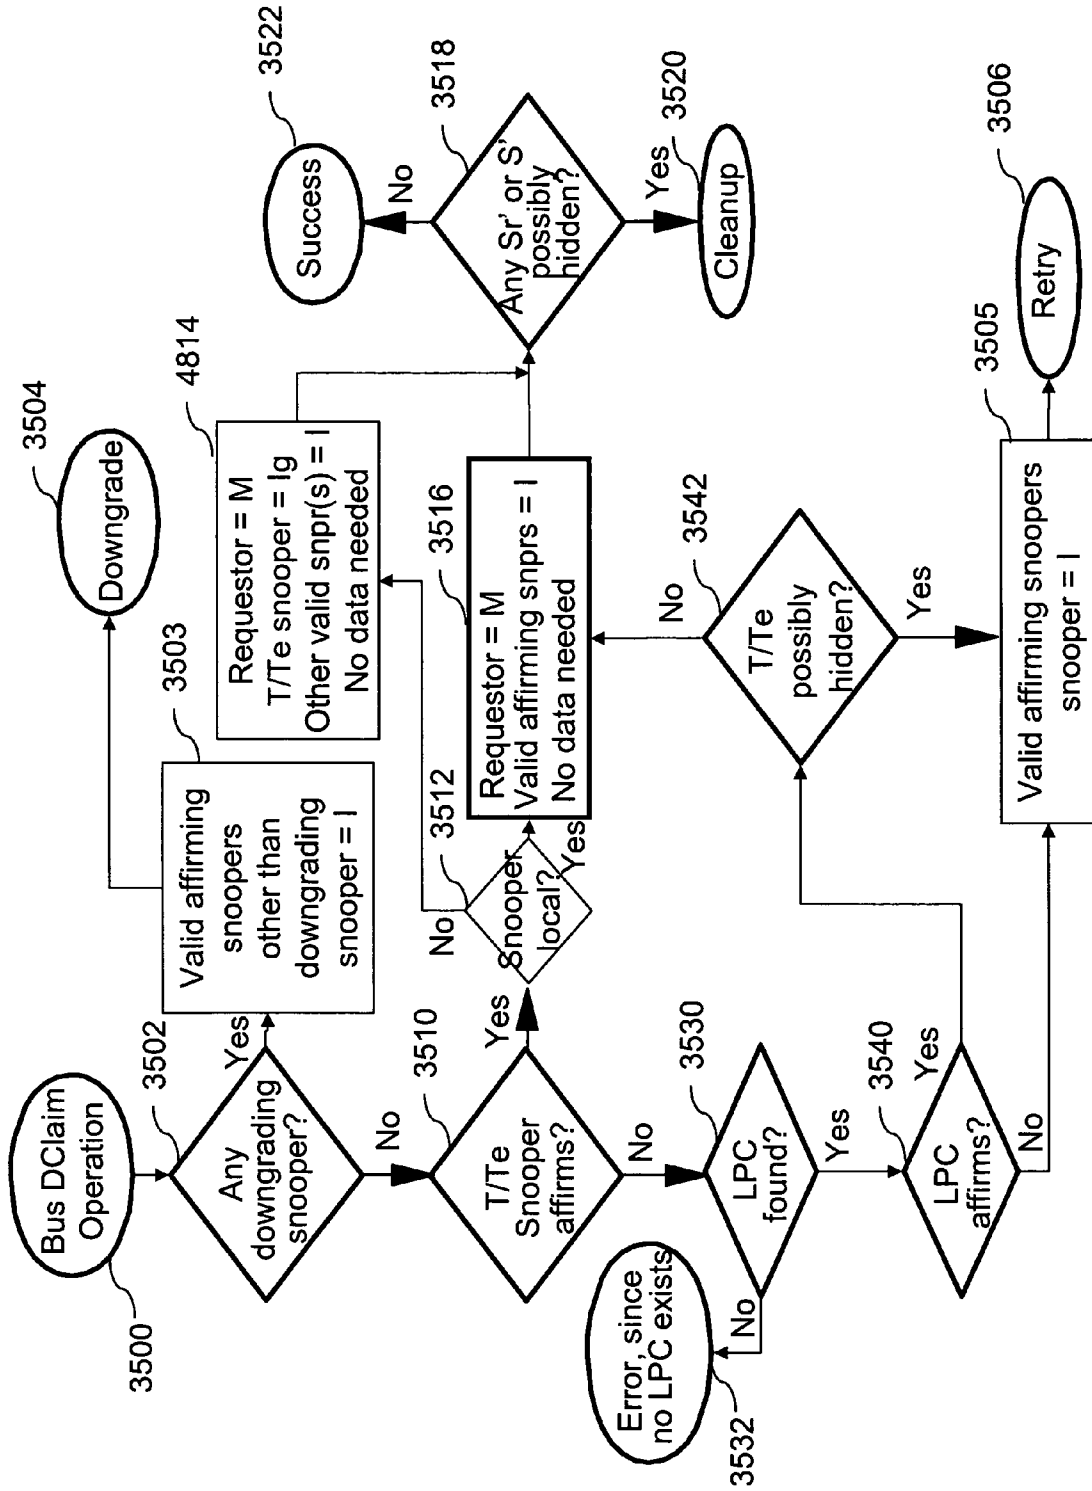 Bus DClaim
Operation
3500
Any
downgrading
snooper?
3502
Yes
No
Valid affirming
snoopers
other than
downgrading
snooper = I
3503
Downgrade
3504
T/Te
Snooper
affirms?
3510
Yes
No
Snooper
local?
3512
No
Yes
Requestor = M
T/Te snooper = Ig
Other valid snpr(s) = I
No data needed
4814
Requestor = M
Valid affirming snprs = I
No data needed
3516
Any Sr' or S'
possibly
hidden?
3518
No
Yes
Success
3522
Cleanup
3520
LPC
found?
3530
No
Yes
Error, since
no LPC exists
3532
LPC
affirms?
3540
Yes
No
T/Te
possibly
hidden?
3542
No
Yes
Valid affirming snoopers
snooper = I
3505
Retry
3506